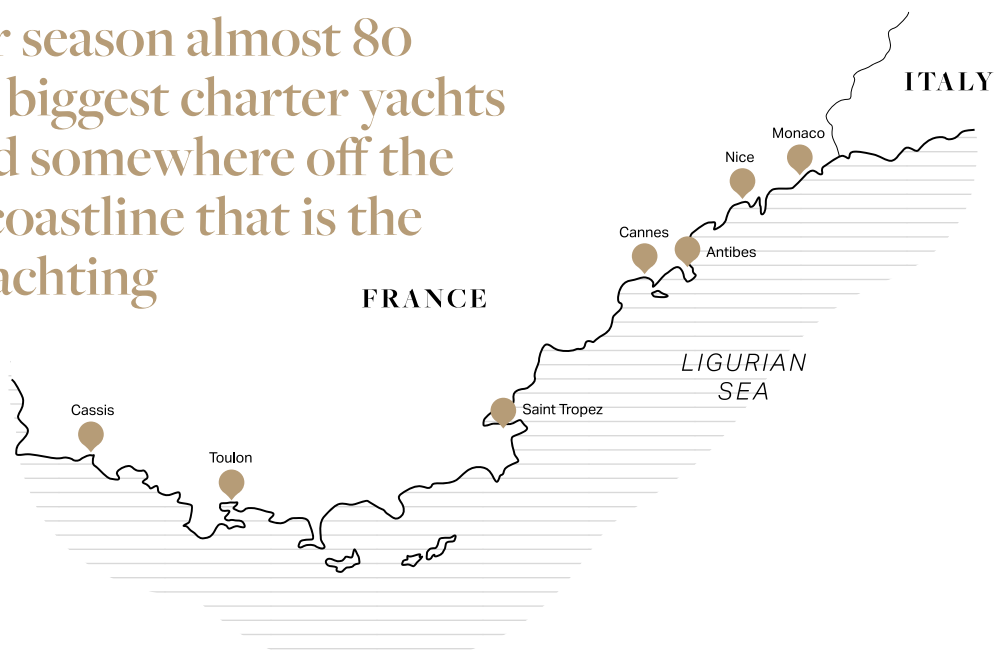 r season almost 80
biggest charter yachts
d somewhere off the
coastline that is the
achting
ITALY
Monaco
Nice
Cannes
Antibes
FRANCE
LIGURIAN
SEA
Saint Tropez
Cassis
Toulon